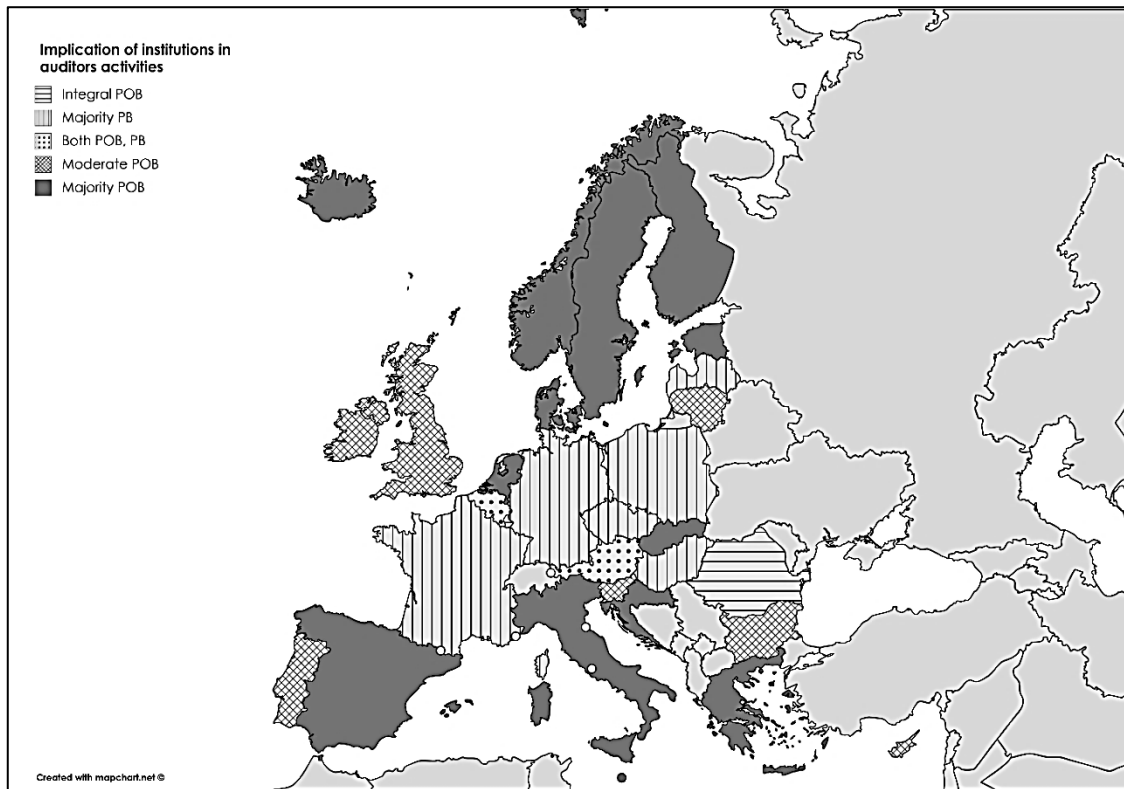 Implication of institutions in
auditors activities
Integral POB
Majority PB
Both POB, PB
Moderate POB
Majority POB
Created with mapchart.net ©